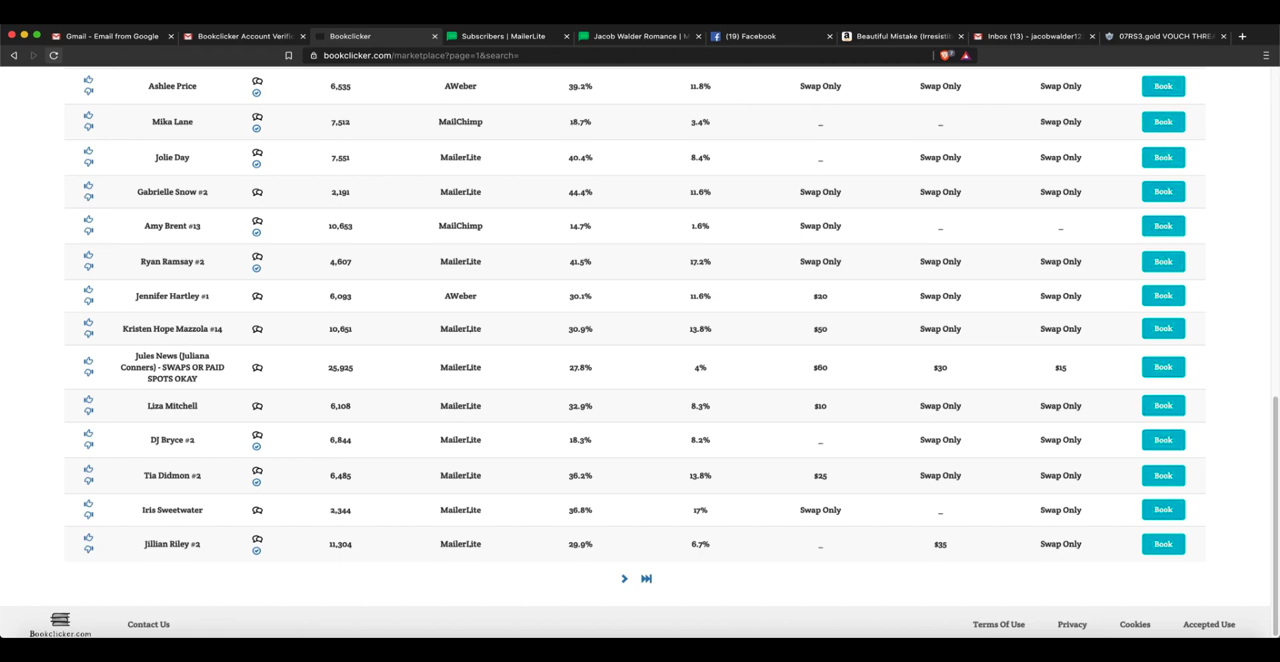 Gmail - Email from Google
Bookclicker Account Verific
Bookclicker
Subscribers | MailerLite
Jacob Walder Romance | M
(19) Facebook
Beautiful Mistake (Irresistib
Inbox (13) - jacobwalder12
07RS3.gold VOUCH THRE
bookclicker.com/marketplace?page=1&search=
Ashlee Price 6,535 AWeber 39.2% 11.8% Swap Only Swap Only Swap Only Book
Mika Lane 7,512 MailChimp 18.7% 3.4% _ _ Swap Only Book
Jolie Day 7,551 MailerLite 40.4% 8.4% _ Swap Only Swap Only Book
Gabrielle Snow #2 2,191 MailerLite 44.4% 11.6% Swap Only Swap Only Swap Only Book
Amy Brent #13 10,653 MailChimp 14.7% 1.6% Swap Only _ _ Book
Ryan Ramsay #2 4,607 MailerLite 41.5% 17.2% Swap Only Swap Only Swap Only Book
Jennifer Hartley #1 6,093 AWeber 30.1% 11.6% $20 Swap Only Swap Only Book
Kristen Hope Mazzola #14 10,651 MailerLite 30.9% 13.8% $50 Swap Only Swap Only Book
Jules News (Juliana
Conners) - SWAPS OR PAID
SPOTS OKAY
25,925 MailerLite 27.8% 4% $60 $30 $15 Book
Liza Mitchell 6,108 MailerLite 32.9% 8.3% $10 Swap Only Swap Only Book
DJ Bryce #2 6,844 MailerLite 18.3% 8.2% _ Swap Only Swap Only Book
Tia Didmon #2 6,485 MailerLite 36.2% 13.8% $25 Swap Only Swap Only Book
Iris Sweetwater 2,344 MailerLite 36.8% 17% Swap Only _ Swap Only Book
Jillian Riley #2 11,304 MailerLite 29.9% 6.7% _ $35 Swap Only Book
Bookclicker.com
Contact Us
Terms Of Use
Privacy
Cookies
Accepted Use